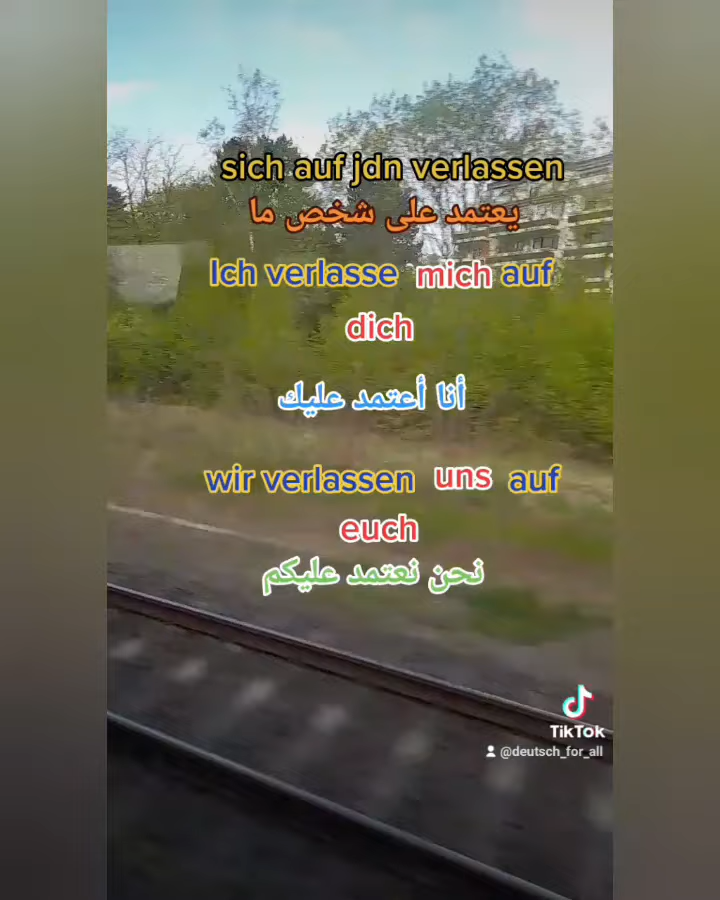 sich auf jdn verlassen
يعتمد على شخص ما
Ich verlasse mich auf
dich
أنا أعتمد عليك
wir verlassen uns auf
euch
نحن نعتمد عليكم
TikTok
@deutsch_for_all